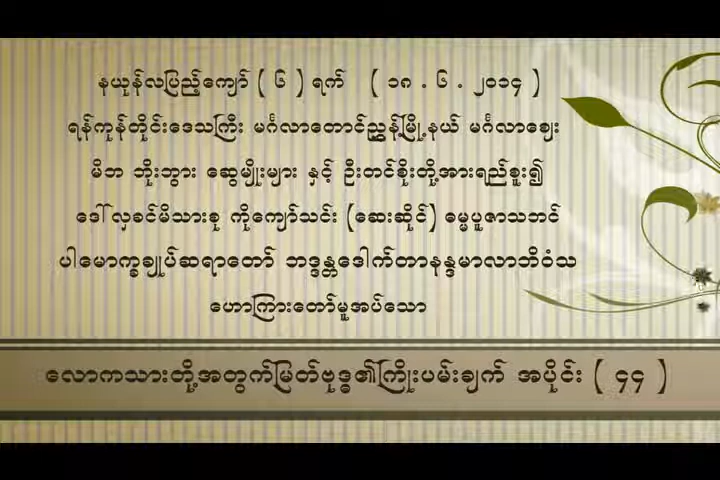 နယုန်လပြည့်ကျော် ( ၆ ) ရက် ( ၁၈ . ၆ . ၂၀၁၄ )
ရန်ကုန်တိုင်းဒေသကြီး မင်္ဂလာတောင်ညွန့်မြို့နယ် မင်္ဂလာဈေး
မိဘ ဘိုးဘွား ဆွေမျိုးများ နှင့် ဦးတင်စိုးတို့အားရည်စူး၍
ဒေါ်လှခင်မိသားစု ကိုကျော်သင်း (ဆေးဆိုင်) ဓမ္မပူဇာသဘင်
ပါမောက္ခချုပ်ဆရာတော် ဘဒ္ဒန္တဒေါက်တာနန္ဒမာလာဘိဝံသ
ဟောကြားတော်မူအပ်သော
လောကသားတို့အတွက်မြတ်ဗုဒ္ဓ၏ကြိုးပမ်းချက် အပိုင်း ( ၄၄ )